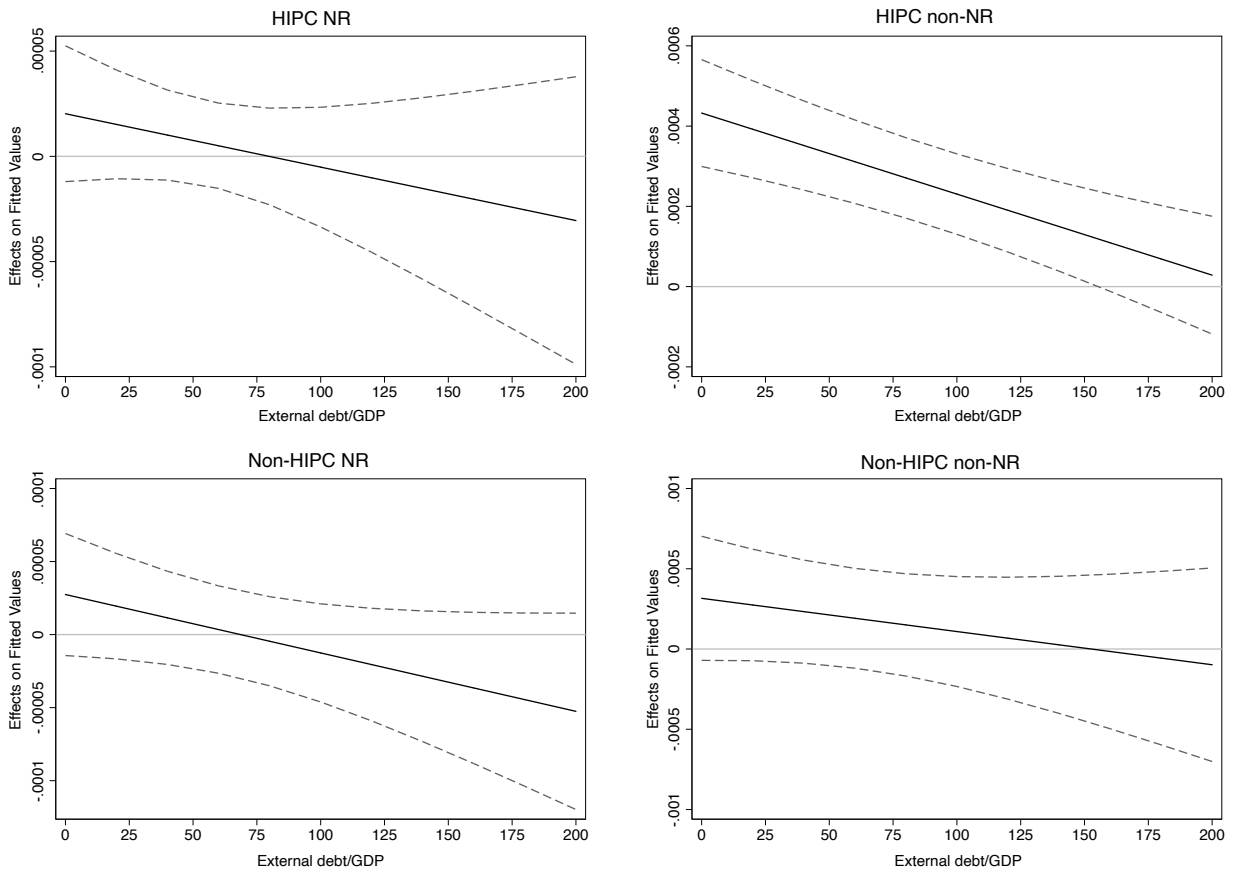 HIPC NR
Effects on Fitted Values
.00005
0
-.00005
-.0001
0 25 50 75 100 125 150 175 200
External debt/GDP
HIPC non-NR
Effects on Fitted Values
.0006
.0004
.0002
0
-.0002
0 25 50 75 100 125 150 175 200
External debt/GDP
Non-HIPC NR
Effects on Fitted Values
.0001
.00005
0
-.00005
-.0001
0 25 50 75 100 125 150 175 200
External debt/GDP
Non-HIPC non-NR
Effects on Fitted Values
.001
.0005
0
-.0005
-.001
0 25 50 75 100 125 150 175 200
External debt/GDP